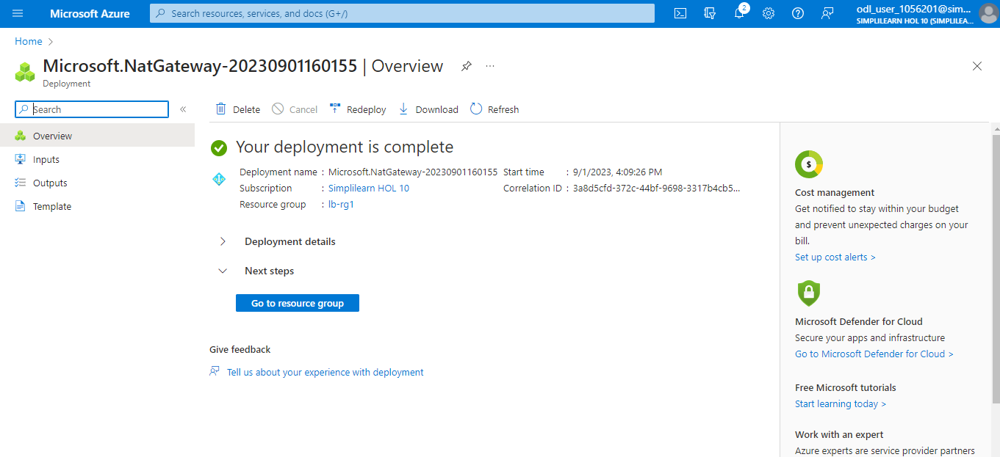 Microsoft Azure
Search resources, services, and docs (G+/)
2
odl_user_1056201@sim...
SIMPLILEARN HOL 10 (SIMPLILEA...
Home
Microsoft.NatGateway-20230901160155 | Overview
Deployment
Search
Overview
Inputs
Outputs
Template
Delete
Cancel
Redeploy
Download
Refresh
Your deployment is complete
Deployment name : Microsoft.NatGateway-20230901160155 Start time : 9/1/2023, 4:09:26 PM
Subscription : Simplilearn HOL 10 Correlation ID : 3a8d5cfd-372c-44bf-9698-3317b4cb5...
Resource group : lb-rg1
Deployment details
Next steps
Go to resource group
Give feedback
Tell us about your experience with deployment
$
Cost management
Get notified to stay within your budget
and prevent unexpected charges on your
bill.
Set up cost alerts >
Microsoft Defender for Cloud
Secure your apps and infrastructure
Go to Microsoft Defender for Cloud >
Free Microsoft tutorials
Start learning today >
Work with an expert
Azure experts are service provider partners